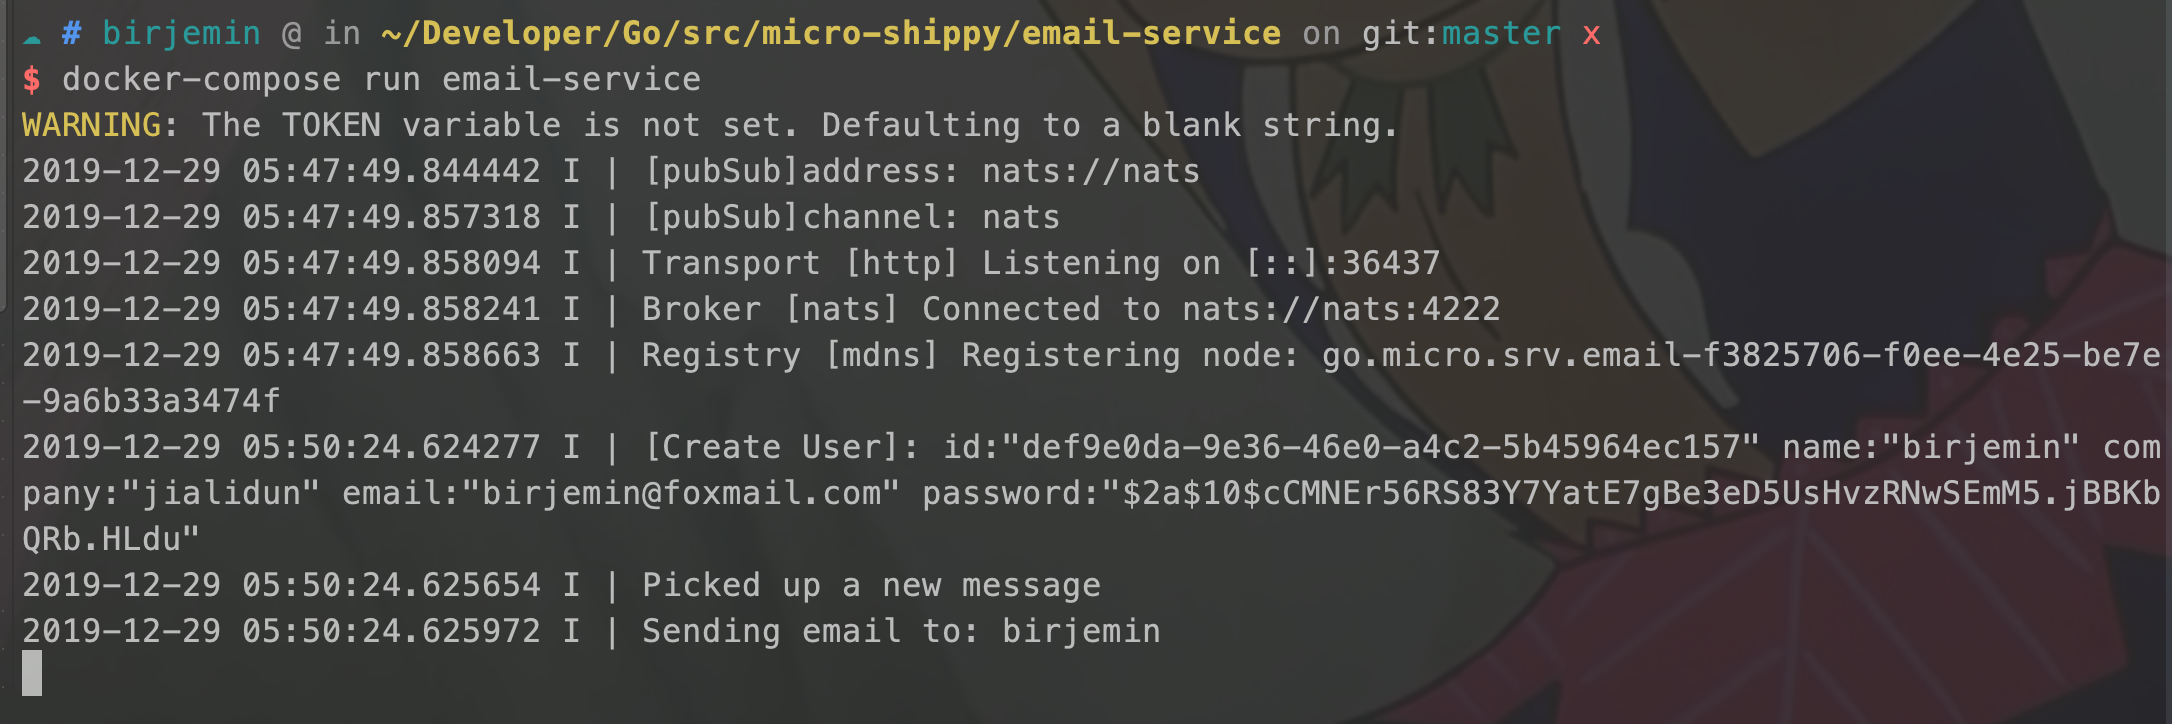 ☁ # birjemin @ in ~/Developer/Go/src/micro-shippy/email-service on git:master x
$ docker-compose run email-service
WARNING: The TOKEN variable is not set. Defaulting to a blank string.
2019-12-29 05:47:49.844442 I | [pubSub]address: nats://nats
2019-12-29 05:47:49.857318 I | [pubSub]channel: nats
2019-12-29 05:47:49.858094 I | Transport [http] Listening on [::]:36437
2019-12-29 05:47:49.858241 I | Broker [nats] Connected to nats://nats:4222
2019-12-29 05:47:49.858663 I | Registry [mdns] Registering node: go.micro.srv.email-f3825706-f0ee-4e25-be7e
-9a6b33a3474f
2019-12-29 05:50:24.624277 I | [Create User]: id:"def9e0da-9e36-46e0-a4c2-5b45964ec157" name:"birjemin" com
pany:"jialidun" email:"birjemin@foxmail.com" password:"$2a$10$cCMNEr56RS83Y7YatE7gBe3eD5UsHvzRNwSEmM5.jBBKb
QRb.HLdu"
2019-12-29 05:50:24.625654 I | Picked up a new message
2019-12-29 05:50:24.625972 I | Sending email to: birjemin